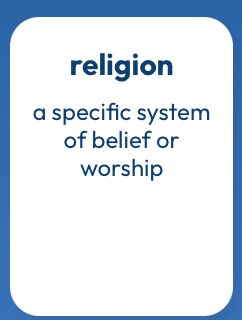 religion
a specific system
of belief or
worship